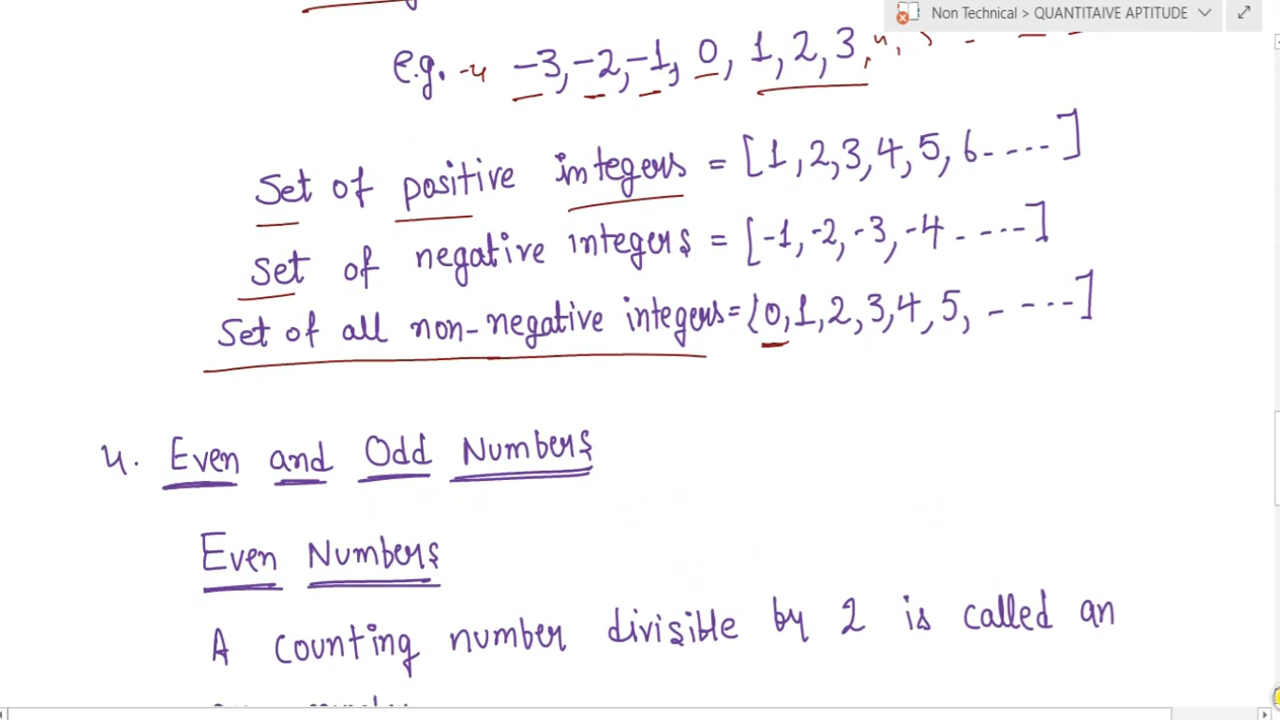 Non Technical > QUANTITAIVE APTITUDE
e.g. -4 -3, -2, -1, 0, 1, 2, 3, 4,
Set of positive integers = [1, 2, 3, 4, 5, 6-----]
Set of negative integers = [-1, -2, -3, -4 - ----]
Set of all non-negative integers = {0, 1, 2, 3, 4, 5, - ----]
4. Even and Odd Numbers
Even Numbers
A counting number divisible by 2 is called an